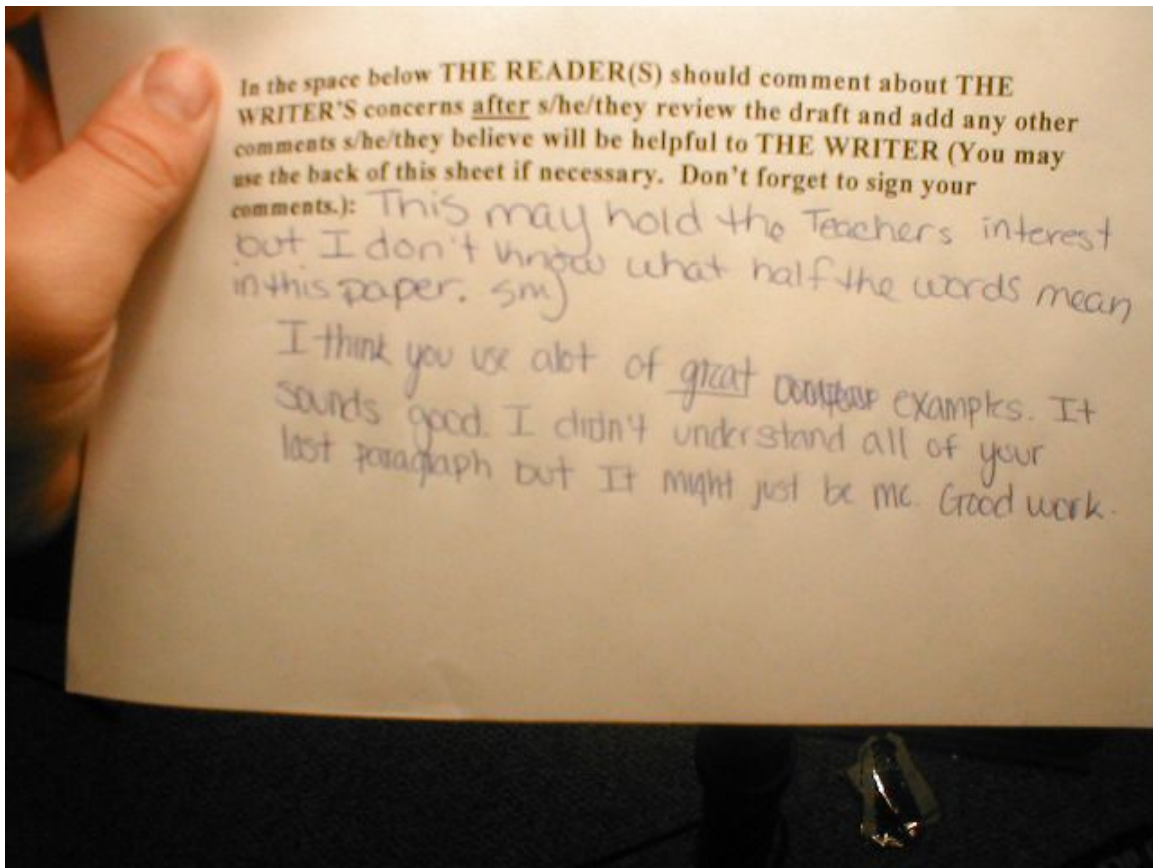 In the space below THE READER(S) should comment about THE
WRITER'S concerns after s/he/they review the draft and add any other
comments s/he/they believe will be helpful to THE WRITER (You may
use the back of this sheet if necessary. Don't forget to sign your
comments.): This may hold the Teachers interest
but I don't know what half the words mean
in this paper. smj
I think you use alot of great examples. It
sounds good. I didn't understand all of your
last paragraph but It might just be me. Good work.